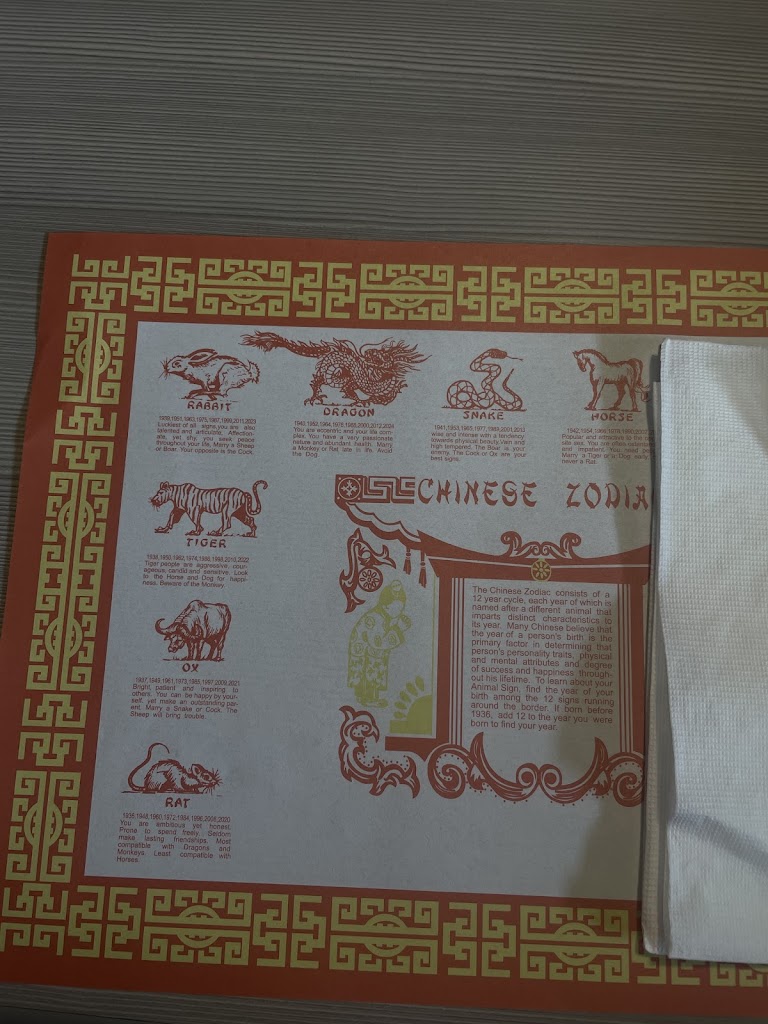 RABBIT
1939,1951,1963,1975,1987,1999,2011,2023
Luckiest of all signs,you are also
talented and articulate. Affection-
ate, yet shy, you seek peace
throughout your life. Marry a Sheep
or Boar. Your opposite is the Cock.
DRAGON
1940,1952,1964,1976,1988,2000,2012,2024
You are eccentric and your life com-
plex. You have a very passionate
nature and abundant health. Marry
a Monkey or Rat late in life. Avoid
the Dog.
SNAKE
1941,1953,1965,1977,1989,2001,2013
Wise and intense with a tendency
towards physical beauty.Vain and
high tempered. The Boar is your
enemy. The Cock or Ox are your
best signs.
HORSE
1942,1954,1966,1978,1990,
Popular and attractive to the
site sex. You are often
and impatient. You need
Marry a Tiger or a Dog early,
never a Rat.
CHINESE ZODIA
TIGER
1938,1950,1962,1974,1986,1998,2010,2022
Tiger people are aggressive, cour-
ageous, candid and sensitive. Look
to the Horse and Dog for happi-
ness. Beware of the Monkey.
The Chinese Zodiac consists of a
12 year cycle, each year of which is
named after a different animal that
imparts distinct characteristics to
its year. Many Chinese believe that
the year of a person's birth is the
primary factor in determining that
person's personality traits, physical
and mental attributes and degree
of success and happiness through-
out his lifetime. To learn about your
Animal Sign, find the year of your
birth among the 12 signs running
around the border. If born before
1936, add 12 to the year you were
born to find your year.
OX
1937,1949,1961,1973,1985,1997,2009,2021
Bright, patient and inspiring to
others. You can be happy by your-
self, yet make an outstanding par-
ent. Marry a Snake or Cock. The
Sheep will bring trouble.
RAT
1936,1948,1960,1972,1984,1996,2008,2020
You are ambitious yet honest.
Prone to spend freely. Seldom
make lasting friendships. Most
compatible with Dragons and
Monkeys. Least compatible with
Horses.